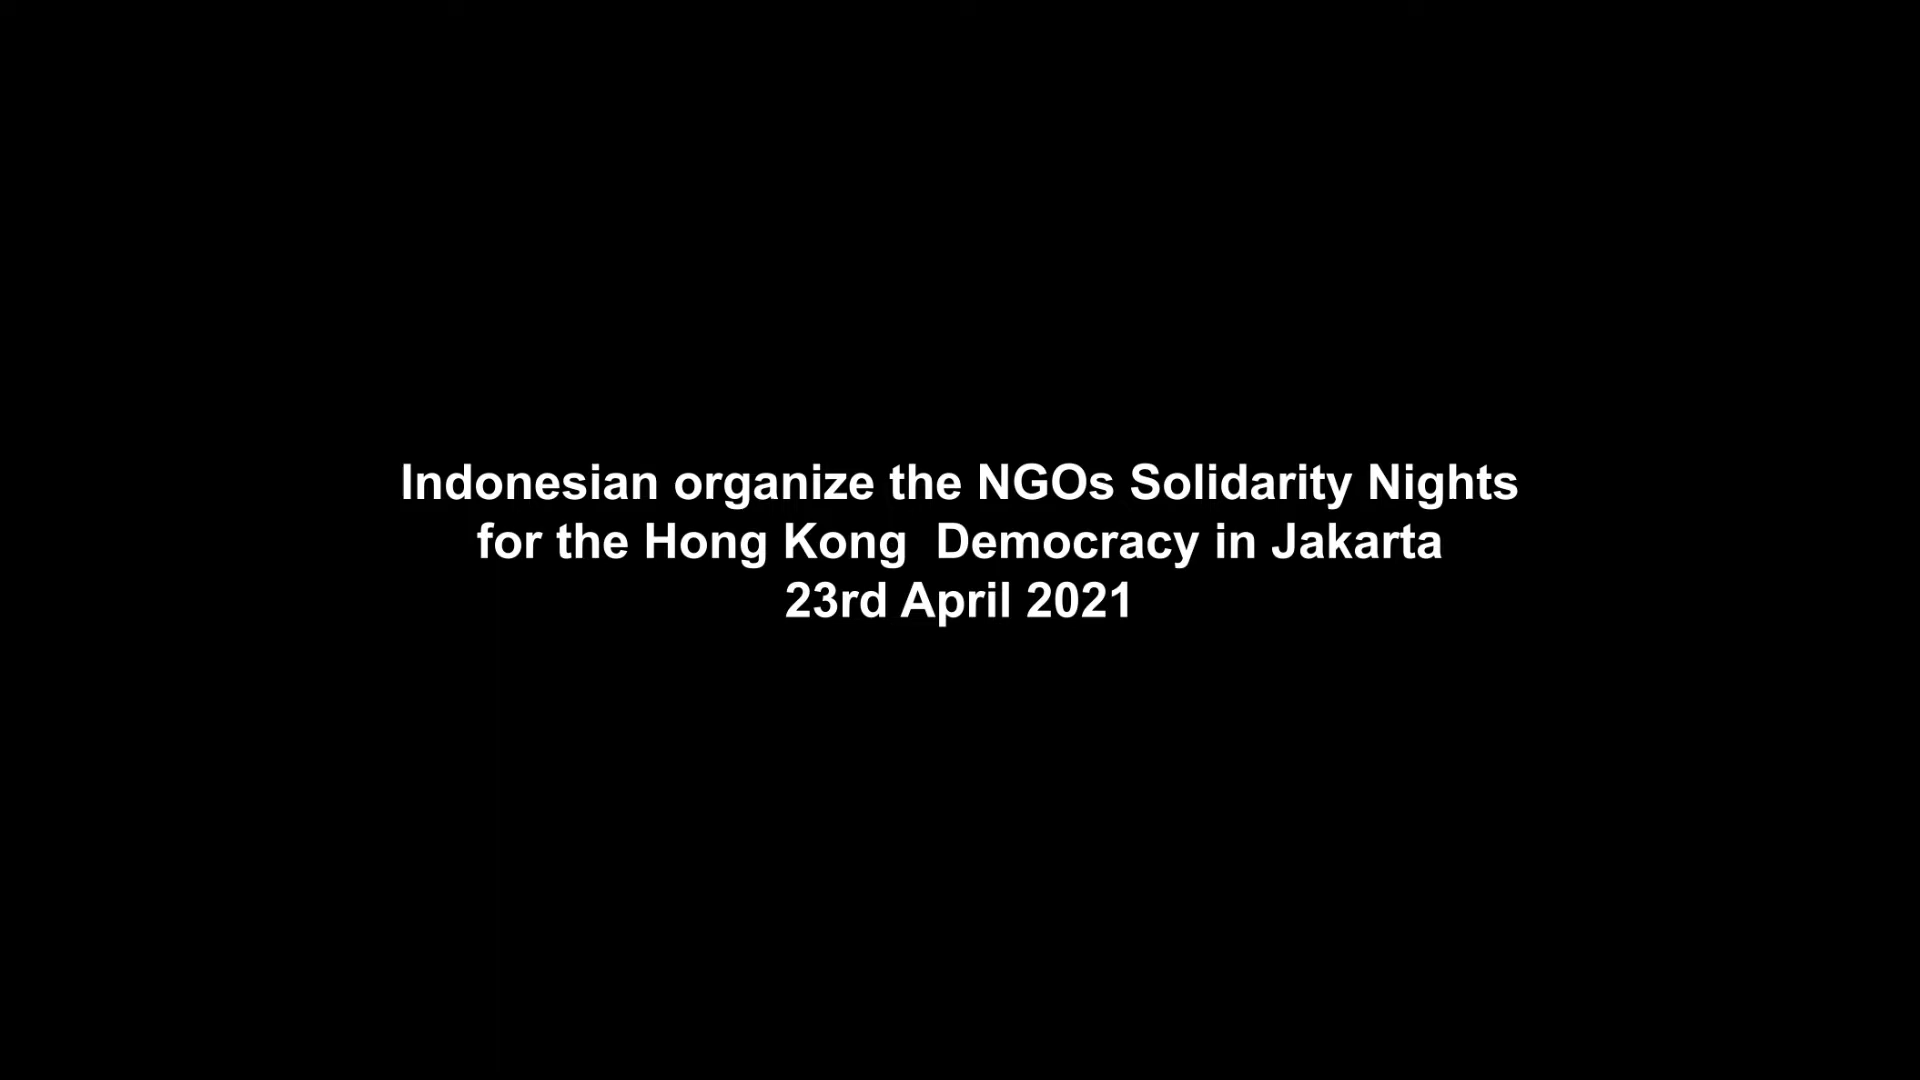 Indonesian organize the NGOs Solidarity Nights
for the Hong Kong  Democracy in Jakarta
23rd April 2021